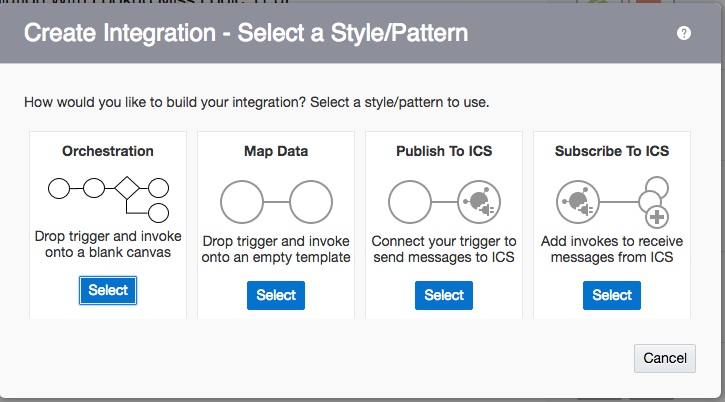 Create Integration - Select a Style/Pattern
?
How would you like to build your integration? Select a style/pattern to use.
Orchestration
Drop trigger and invoke
onto a blank canvas
Select
Map Data
Drop trigger and invoke
onto an empty template
Select
Publish To ICS
Connect your trigger to
send messages to ICS
Select
Subscribe To ICS
Add invokes to receive
messages from ICS
Select
Cancel